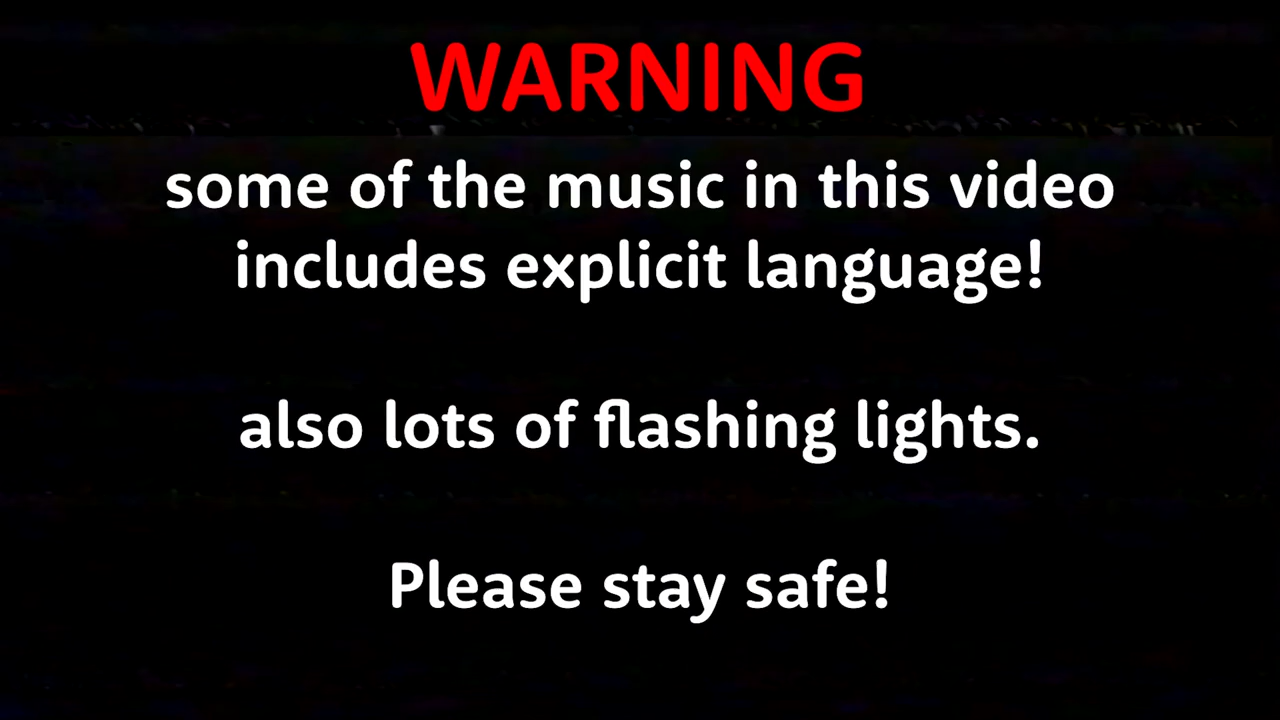 WARNING
some of the music in this video
includes explicit language!
also lots of flashing lights.
Please stay safe!